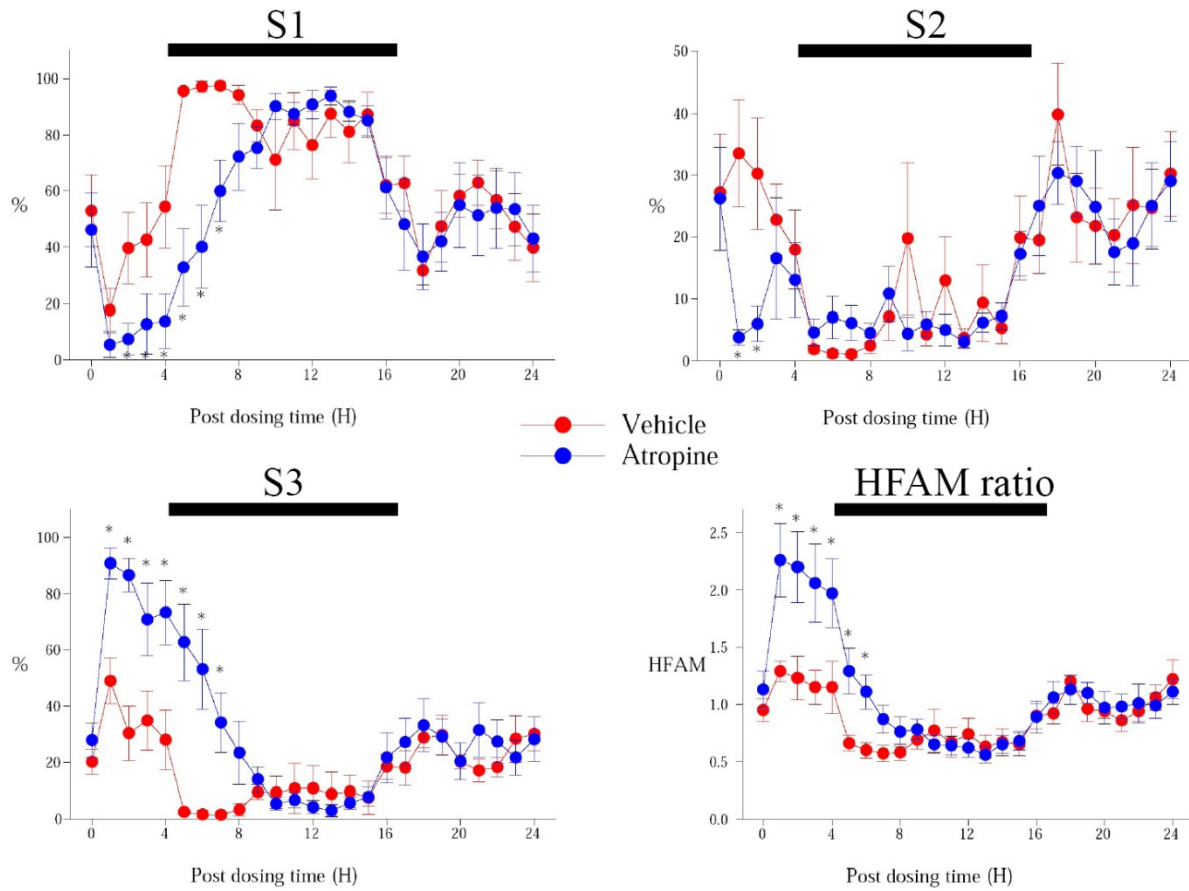 S1
100
80
60
%
40
20
0
0 4 8 12 16 20 24
Post dosing time (H)
* * * * * *
S2
50
40
30
%
20
10
0
0 4 8 12 16 20 24
Post dosing time (H)
* *
Vehicle
Atropine
S3
100
80
60
%
40
20
0
0 4 8 12 16 20 24
Post dosing time (H)
* * * * * * *
HFAM ratio
2.5
2.0
1.5
HFAM
1.0
0.5
0.0
0 4 8 12 16 20 24
Post dosing time (H)
* * * * * *